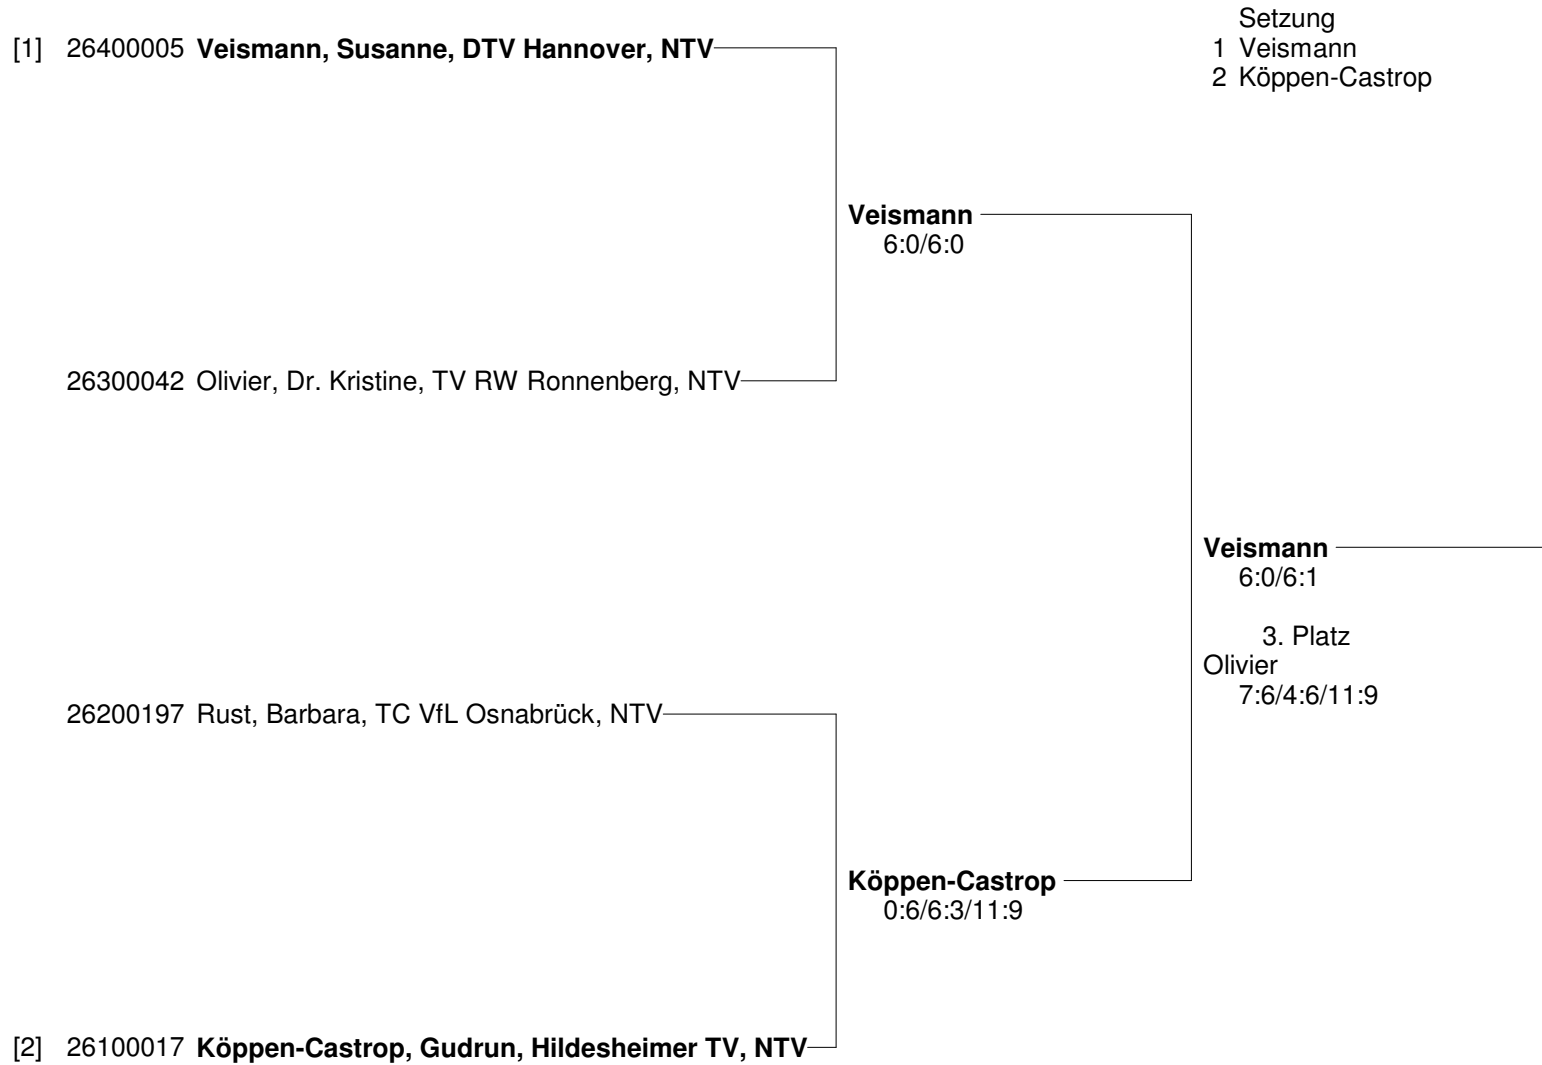 Setzung
[1] 26400005 Veismann, Susanne, DTV Hannover, NTV
1 Veismann
2 Köppen-Castrop
Veismann
6:0/6:0
26300042 Olivier, Dr. Kristine, TV RW Ronnenberg, NTV
Veismann
6:0/6:1
3. Platz
Olivier
7:6/4:6/11:9
26200197 Rust, Barbara, TC VfL Osnabrück, NTV
Köppen-Castrop
0:6/6:3/11:9
[2] 26100017 Köppen-Castrop, Gudrun, Hildesheimer TV, NTV